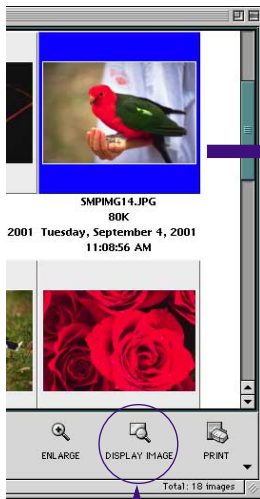 SMPIMG14.JPG
80K
2001 Tuesday, September 4, 2001
11:08:56 AM
ENLARGE DISPLAY IMAGE PRINT
Total: 18 images